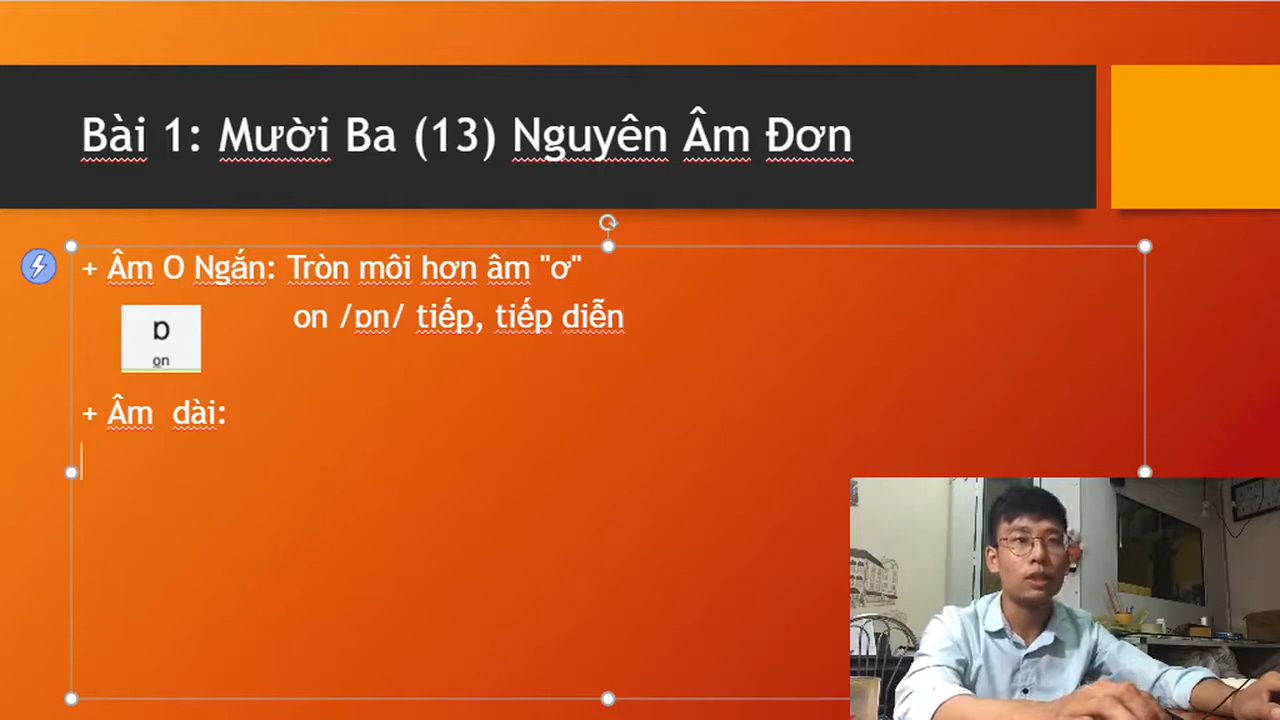 Bài 1: Mười Ba (13) Nguyên Âm Đơn
+ Âm O Ngắn: Tròn môi hơn âm "ơ"
on /ɒn/ tiếp, tiếp diễn
ɒ
on
+ Âm  dài: